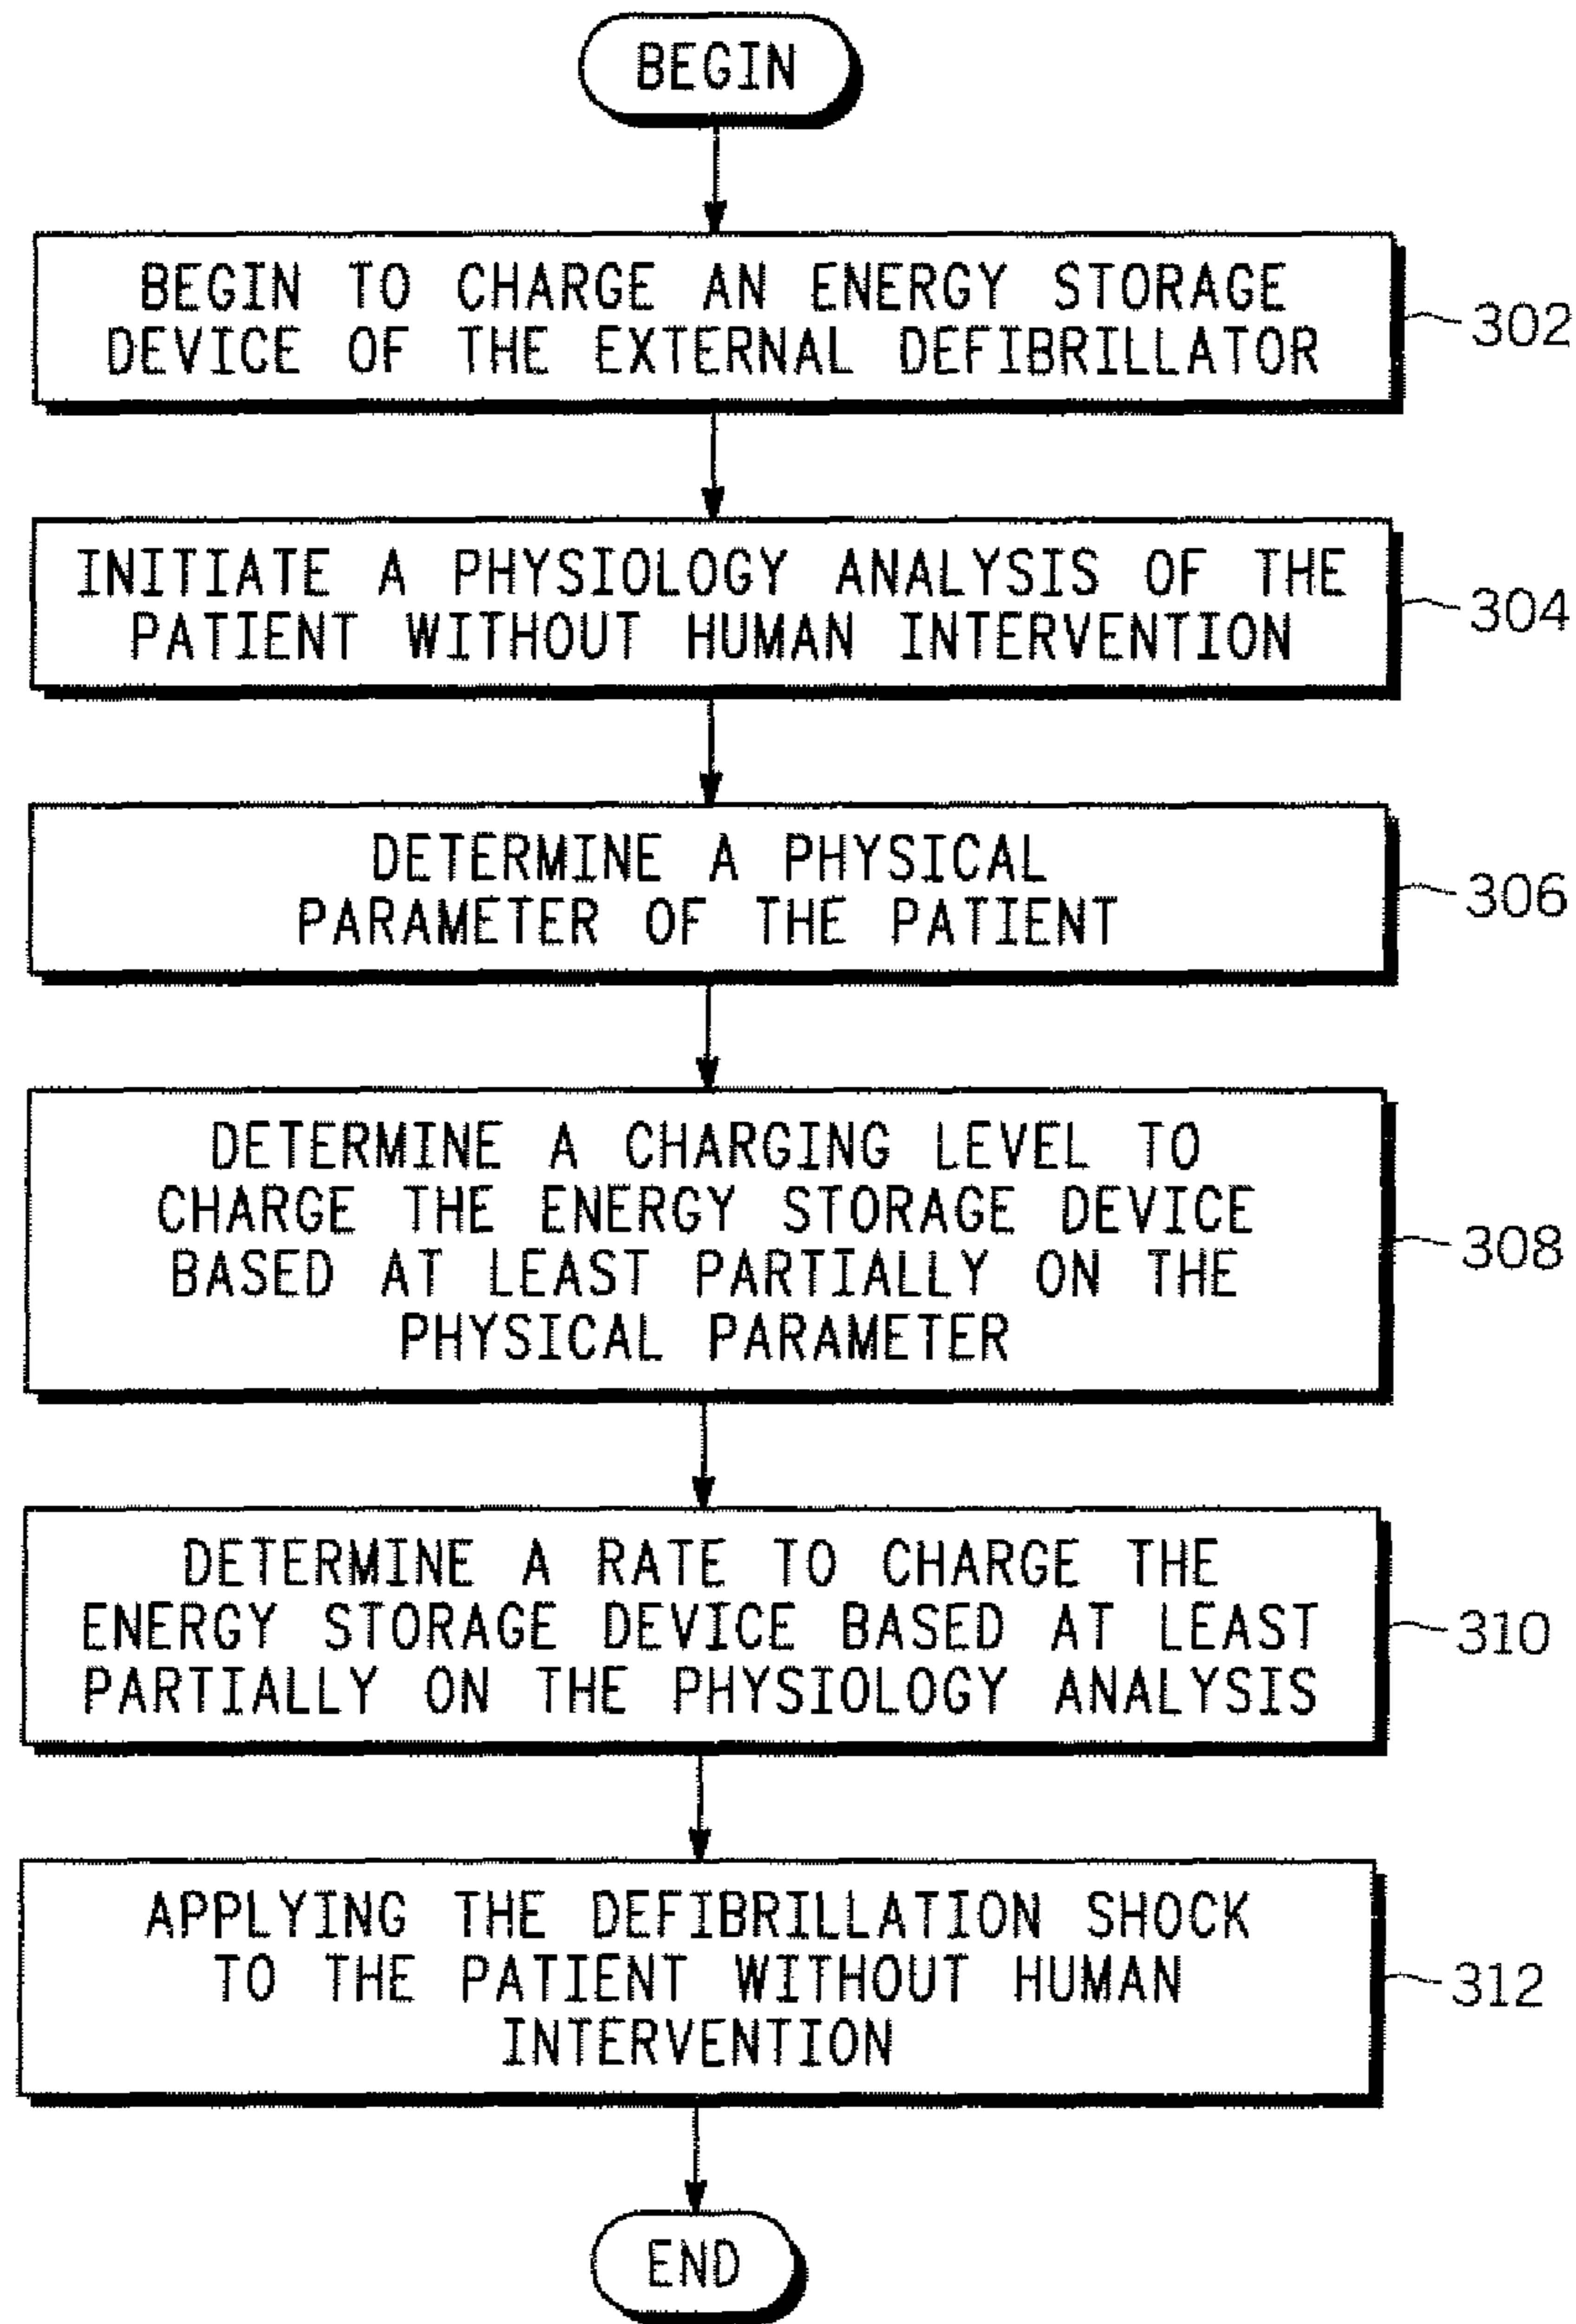 BEGIN
BEGIN TO CHARGE AN ENERGY STORAGE
DEVICE OF THE EXTERNAL DEFIBRILLATOR
302
INITIATE A PHYSIOLOGY ANALYSIS OF THE
PATIENT WITHOUT HUMAN INTERVENTION
304
DETERMINE A PHYSICAL
PARAMETER OF THE PATIENT
306
DETERMINE A CHARGING LEVEL TO
CHARGE THE ENERGY STORAGE DEVICE
BASED AT LEAST PARTIALLY ON THE
PHYSICAL PARAMETER
308
DETERMINE A RATE TO CHARGE THE
ENERGY STORAGE DEVICE BASED AT LEAST
PARTIALLY ON THE PHYSIOLOGY ANALYSIS
310
APPLYING THE DEFIBRILLATION SHOCK
TO THE PATIENT WITHOUT HUMAN
INTERVENTION
312
END